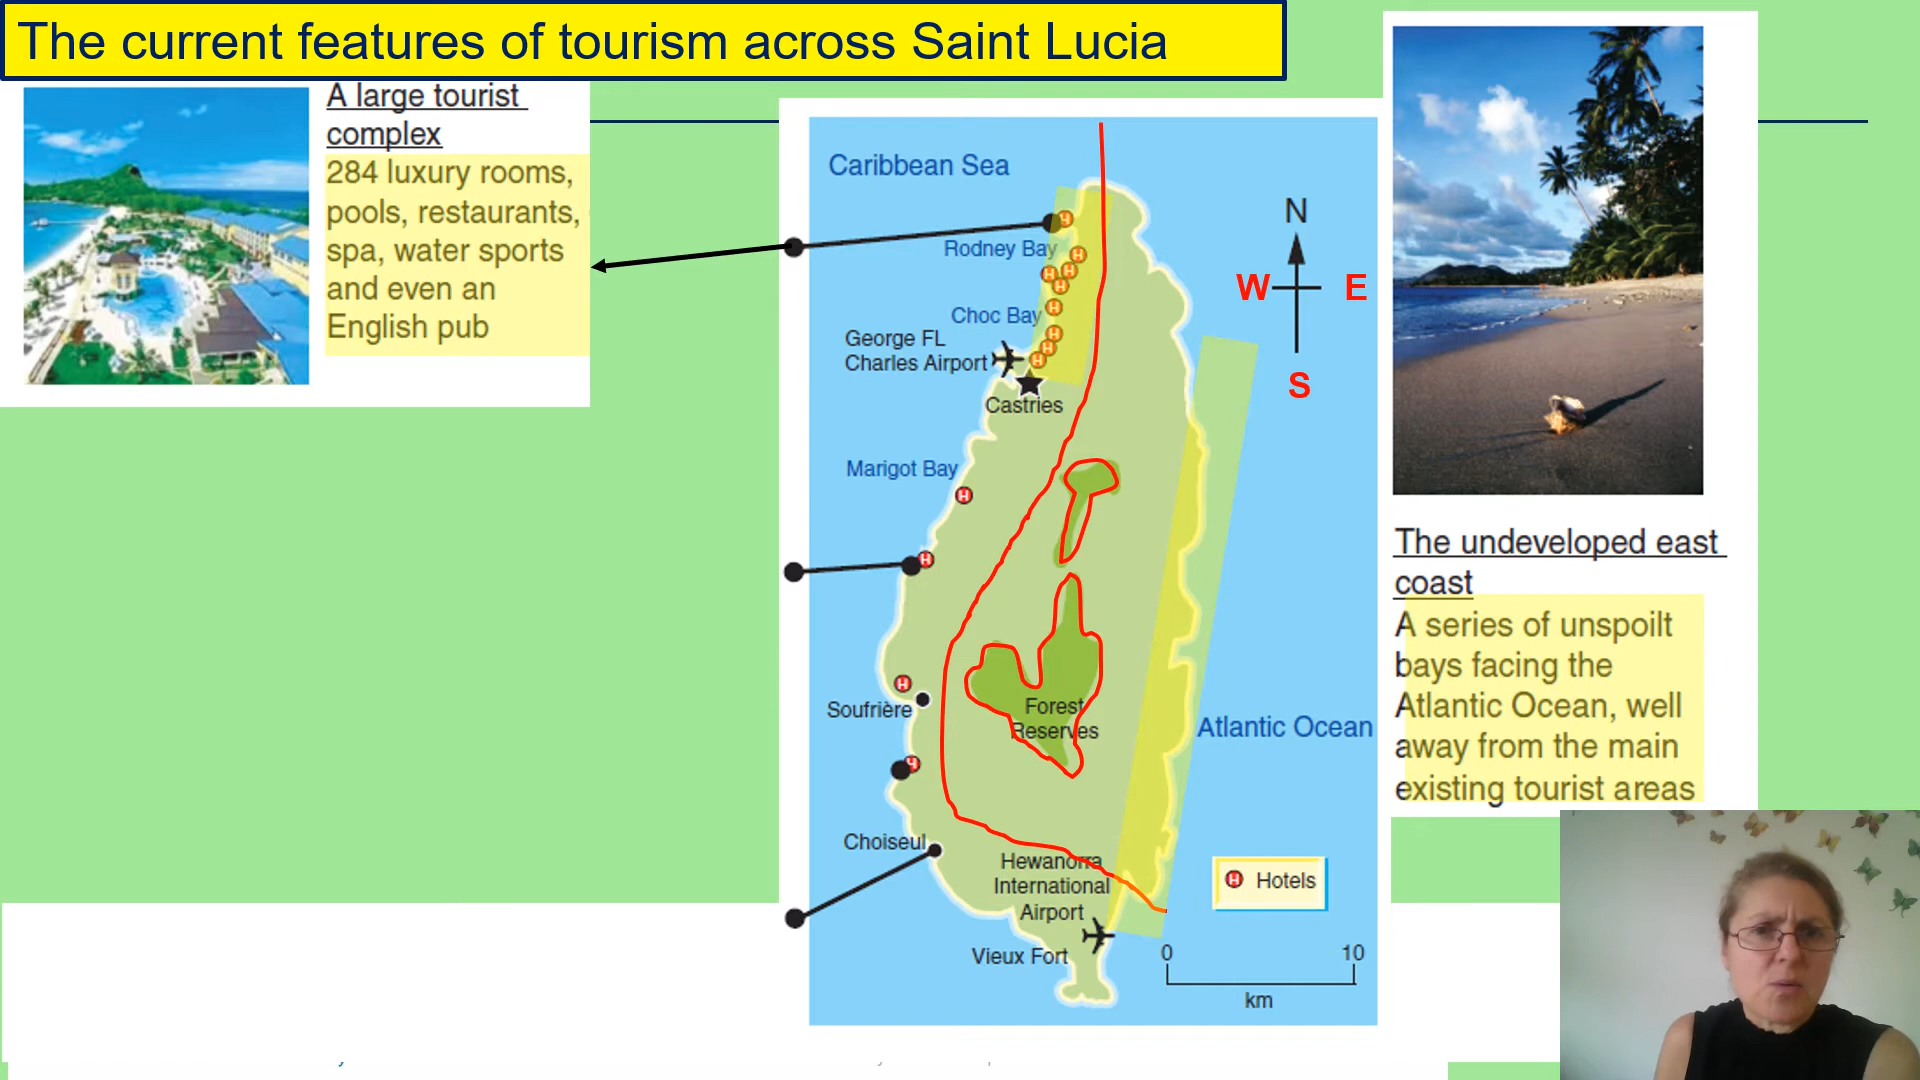 The current features of tourism across Saint Lucia
A large tourist
complex
284 luxury rooms,
pools, restaurants,
spa, water sports
and even an
English pub
Caribbean Sea
Rodney Bay
Choc Bay
George FL
Charles Airport
Castries
Marigot Bay
Soufrière
Forest
Reserves
Choiseul
Hewanorra
International
Airport
Vieux Fort
Atlantic Ocean
N
W
E
S
H Hotels
0 10
km
The undeveloped east
coast
A series of unspoilt
bays facing the
Atlantic Ocean, well
away from the main
existing tourist areas